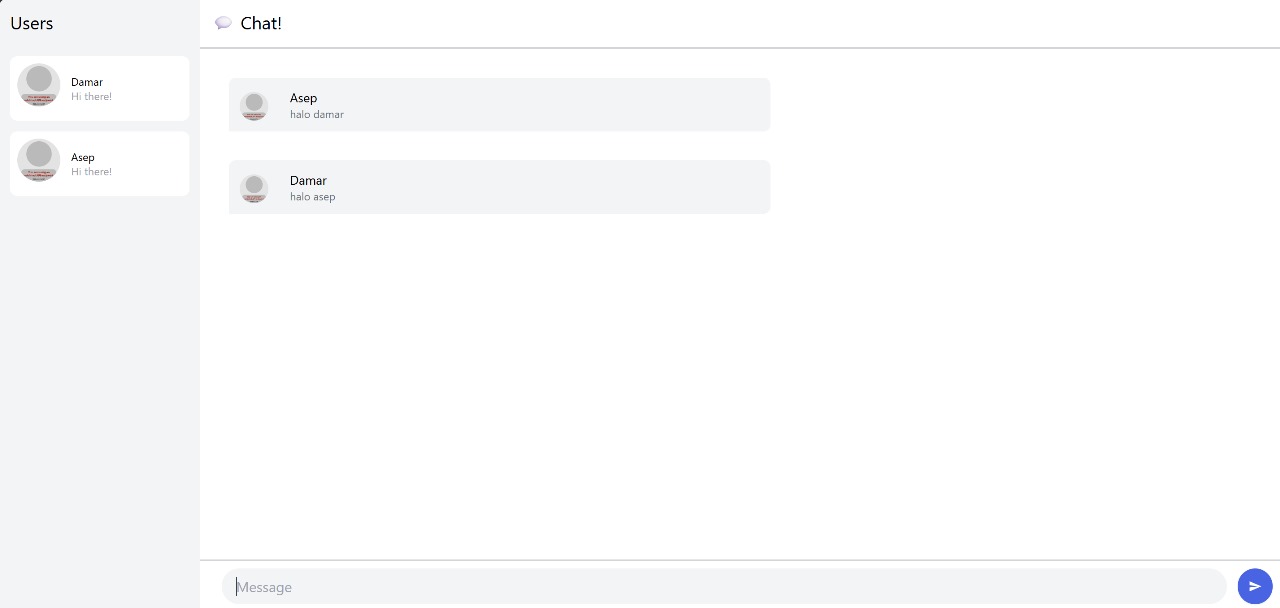 Users
Damar
Hi there!
Asep
Hi there!
Chat!
Asep
halo damar
Damar
halo asep
Message